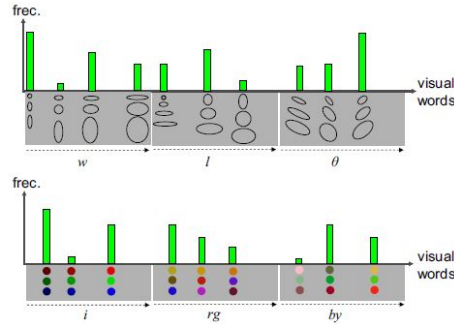 frec.
visual
words
w l θ
frec.
visual
words
i rg by